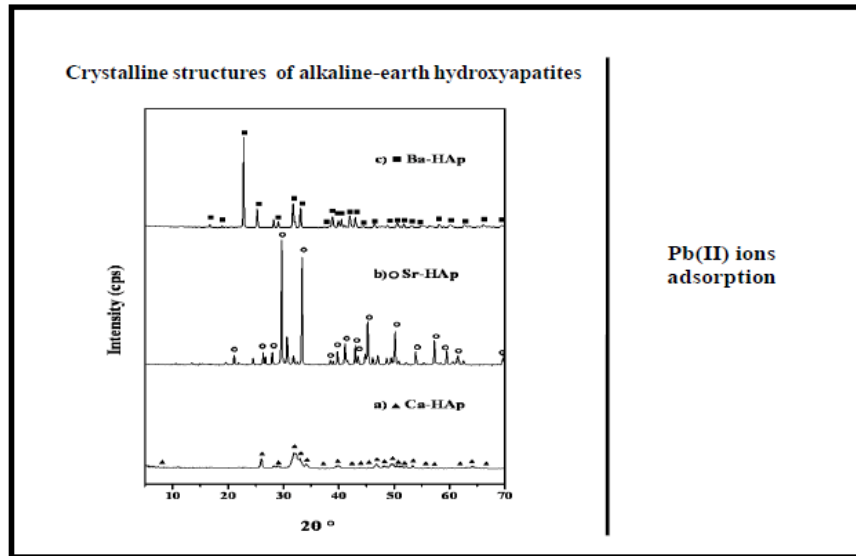 Crystalline structures of alkaline-earth hydroxyapatites
c) ■ Ba-HAp
b) ○ Sr-HAp
a) ▲ Ca-HAp
Intensity (cps)
10 20 30 40 50 60 70
2θ °
Pb(II) ions
adsorption